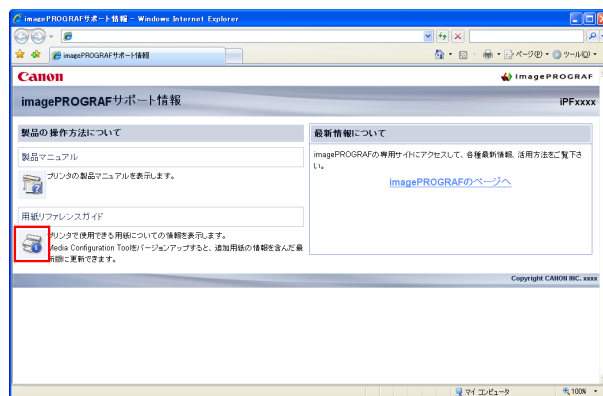 imagePROGRAFサポート情報 - Windows Internet Explorer
imagePROGRAFサポート情報
ページ(P)
ツール(O)
Canon
imagePROGRAF
imagePROGRAFサポート情報
iPFxxxx
製品の操作方法について
製品マニュアル
プリンタの製品マニュアルを表示します。
用紙リファレンスガイド
プリンタで使用できる用紙についての情報を表示します。
Media Configuration Toolをバージョンアップすると、追加用紙の情報を含んだ最
新版に更新できます。
最新情報について
imagePROGRAFの専用サイトにアクセスして、各種最新情報、活用方法をご覧下さ
い。
imagePROGRAFのページへ
Copyright CANON INC. xxxx
マイ コンピュータ
100%